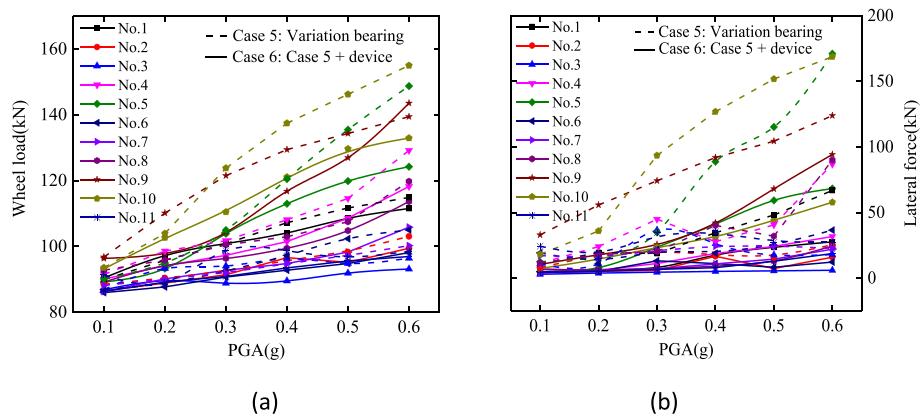 160
140
120
100
80
Wheel load(kN)
No.1
No.2
No.3
No.4
No.5
No.6
No.7
No.8
No.9
No.10
No.11
Case 5: Variation bearing
Case 6: Case 5 + device
0.1 0.2 0.3 0.4 0.5 0.6
PGA(g)
(a)
No.1
No.2
No.3
No.4
No.5
No.6
No.7
No.8
No.9
No.10
No.11
Case 5: Variation bearing
Case 6: Case 5 + device
200
150
100
50
0
Lateral force(kN)
0.1 0.2 0.3 0.4 0.5 0.6
PGA(g)
(b)